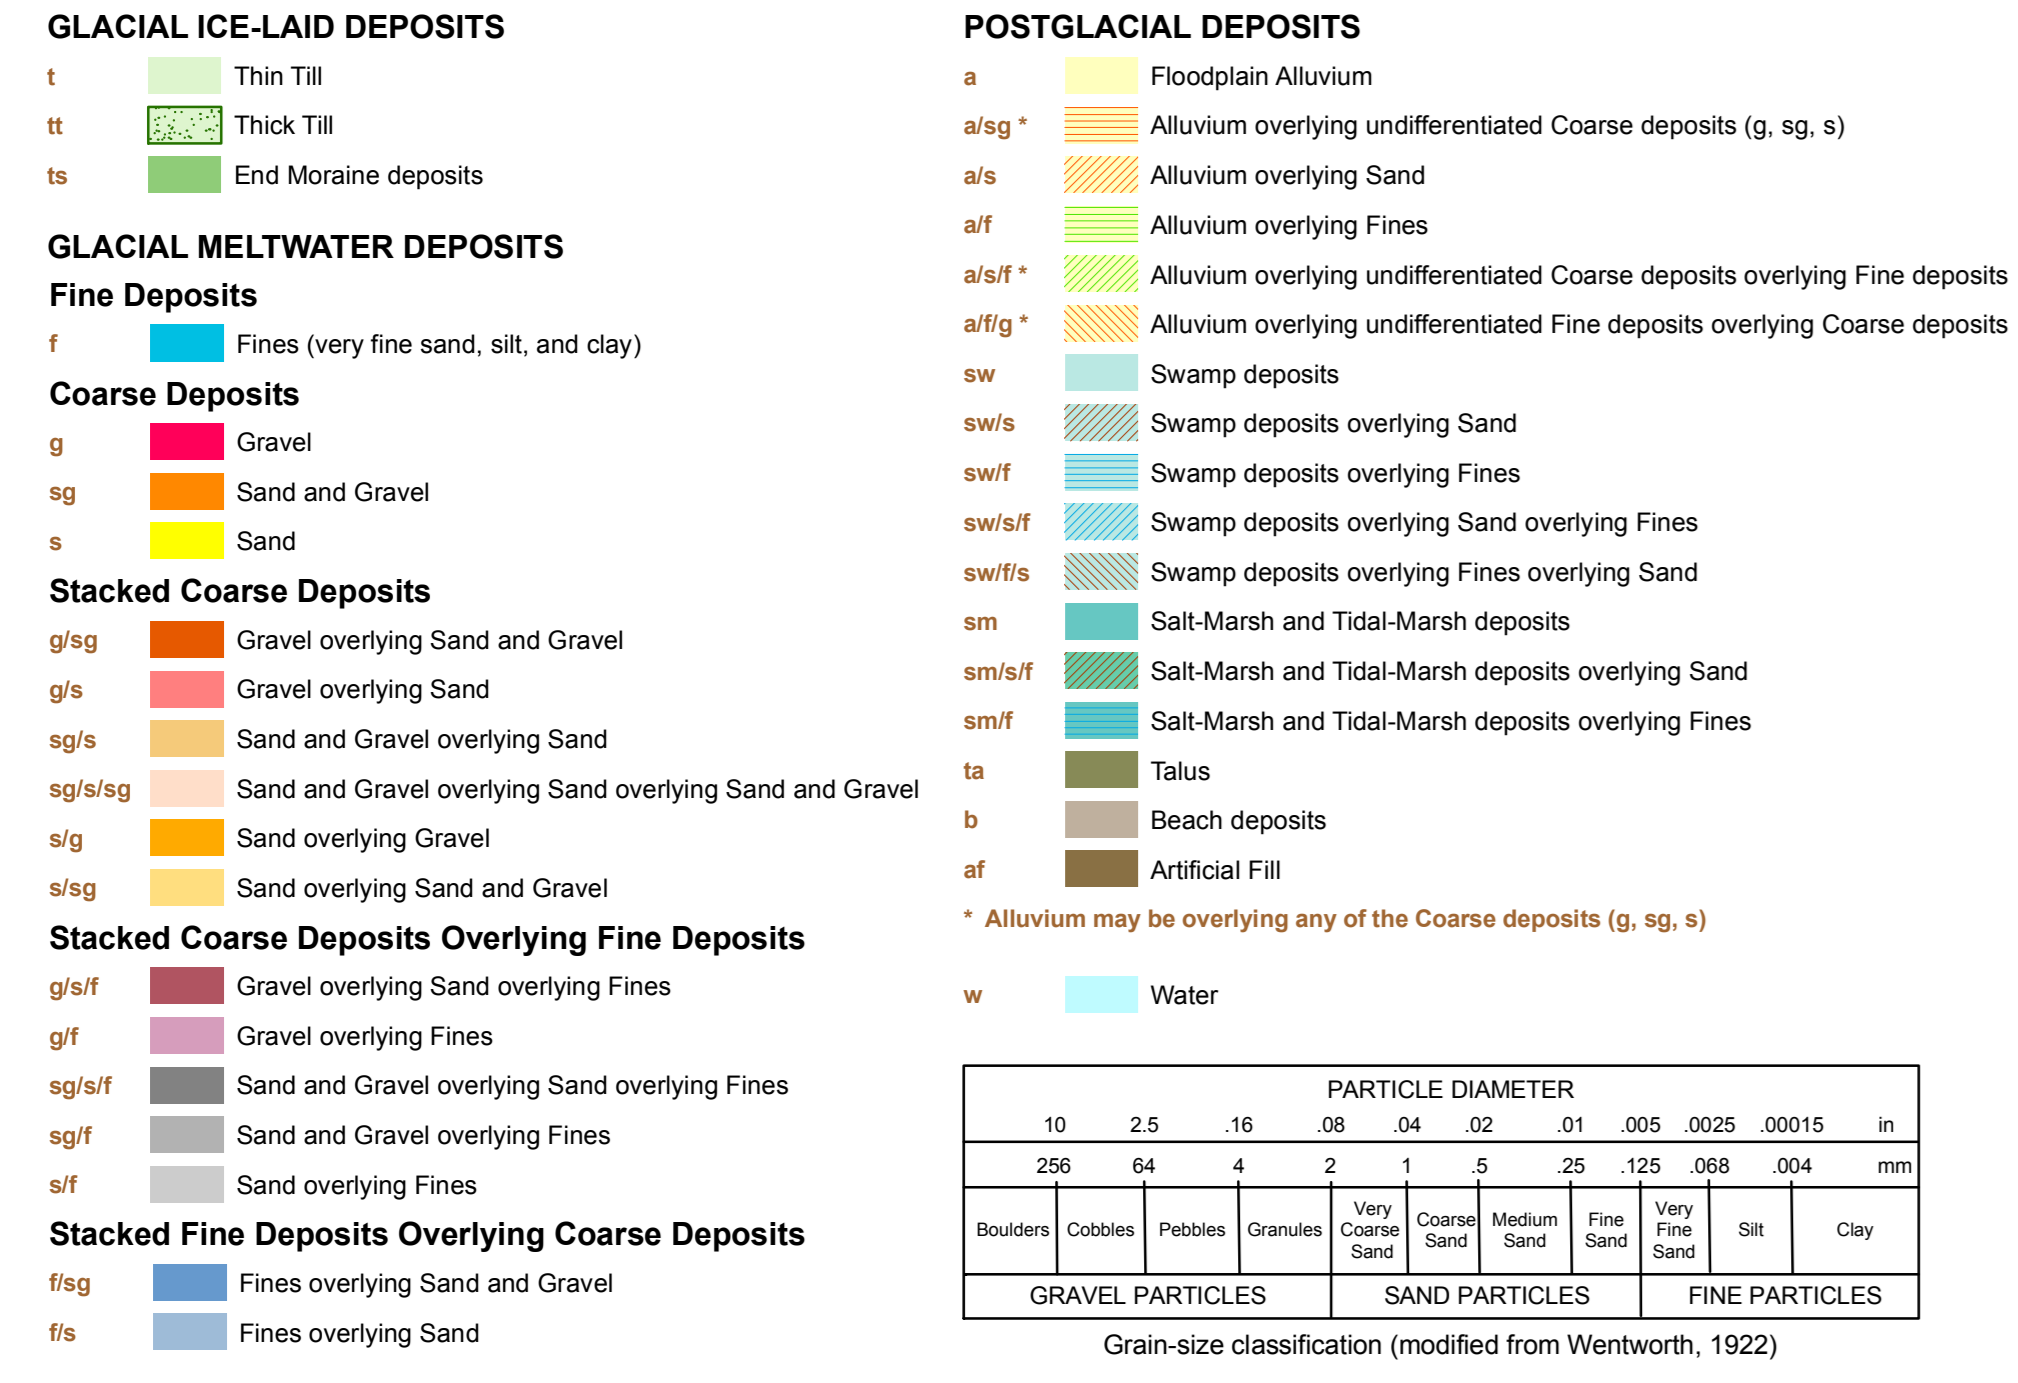 GLACIAL ICE-LAID DEPOSITS
t Thin Till
tt Thick Till
ts End Moraine deposits
GLACIAL MELTWATER DEPOSITS
Fine Deposits
f Fines (very fine sand, silt, and clay)
Coarse Deposits
g Gravel
sg Sand and Gravel
s Sand
Stacked Coarse Deposits
g/sg Gravel overlying Sand and Gravel
g/s Gravel overlying Sand
sg/s Sand and Gravel overlying Sand
sg/s/sg Sand and Gravel overlying Sand overlying Sand and Gravel
s/g Sand overlying Gravel
s/sg Sand overlying Sand and Gravel
Stacked Coarse Deposits Overlying Fine Deposits
g/s/f Gravel overlying Sand overlying Fines
g/f Gravel overlying Fines
sg/s/f Sand and Gravel overlying Sand overlying Fines
sg/f Sand and Gravel overlying Fines
s/f Sand overlying Fines
Stacked Fine Deposits Overlying Coarse Deposits
f/sg Fines overlying Sand and Gravel
f/s Fines overlying Sand
POSTGLACIAL DEPOSITS
a Floodplain Alluvium
a/sg * Alluvium overlying undifferentiated Coarse deposits (g, sg, s)
a/s Alluvium overlying Sand
a/f Alluvium overlying Fines
a/s/f * Alluvium overlying undifferentiated Coarse deposits overlying Fine deposits
a/f/g * Alluvium overlying undifferentiated Fine deposits overlying Coarse deposits
sw Swamp deposits
sw/s Swamp deposits overlying Sand
sw/f Swamp deposits overlying Fines
sw/s/f Swamp deposits overlying Sand overlying Fines
sw/f/s Swamp deposits overlying Fines overlying Sand
sm Salt-Marsh and Tidal-Marsh deposits
sm/s/f Salt-Marsh and Tidal-Marsh deposits overlying Sand
sm/f Salt-Marsh and Tidal-Marsh deposits overlying Fines
ta Talus
b Beach deposits
af Artificial Fill
* Alluvium may be overlying any of the Coarse deposits (g, sg, s)
w Water
PARTICLE DIAMETER
10 2.5 .16 .08 .04 .02 .01 .005 .0025 .00015 in
256 64 4 2 1 .5 .25 .125 .068 .004 mm
Boulders Cobbles Pebbles Granules Very Coarse Sand Coarse Sand Medium Sand Fine Sand Very Fine Sand Silt Clay
GRAVEL PARTICLES SAND PARTICLES FINE PARTICLES
Grain-size classification (modified from Wentworth, 1922)